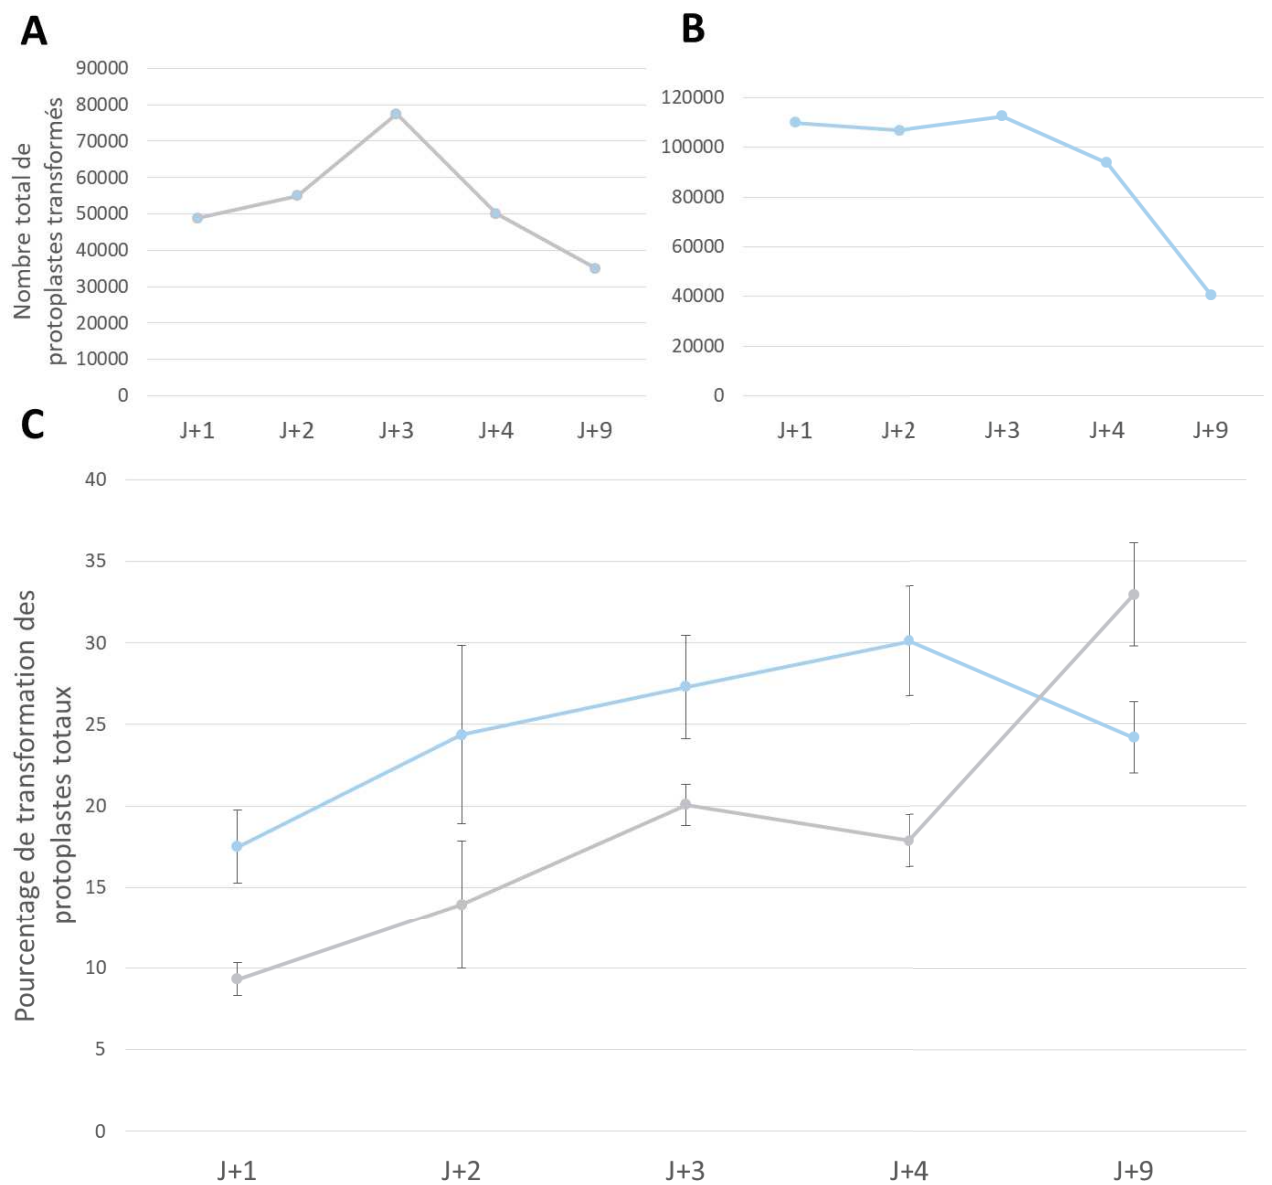 A
Nombre total de
protoplastes transformés
90000
80000
70000
60000
50000
40000
30000
20000
10000
0
J+1 J+2 J+3 J+4 J+9
B
120000
100000
80000
60000
40000
20000
0
J+1 J+2 J+3 J+4 J+9
C
Pourcentage de transformation des
protoplastes totaux
40
35
30
25
20
15
10
5
0
J+1 J+2 J+3 J+4 J+9